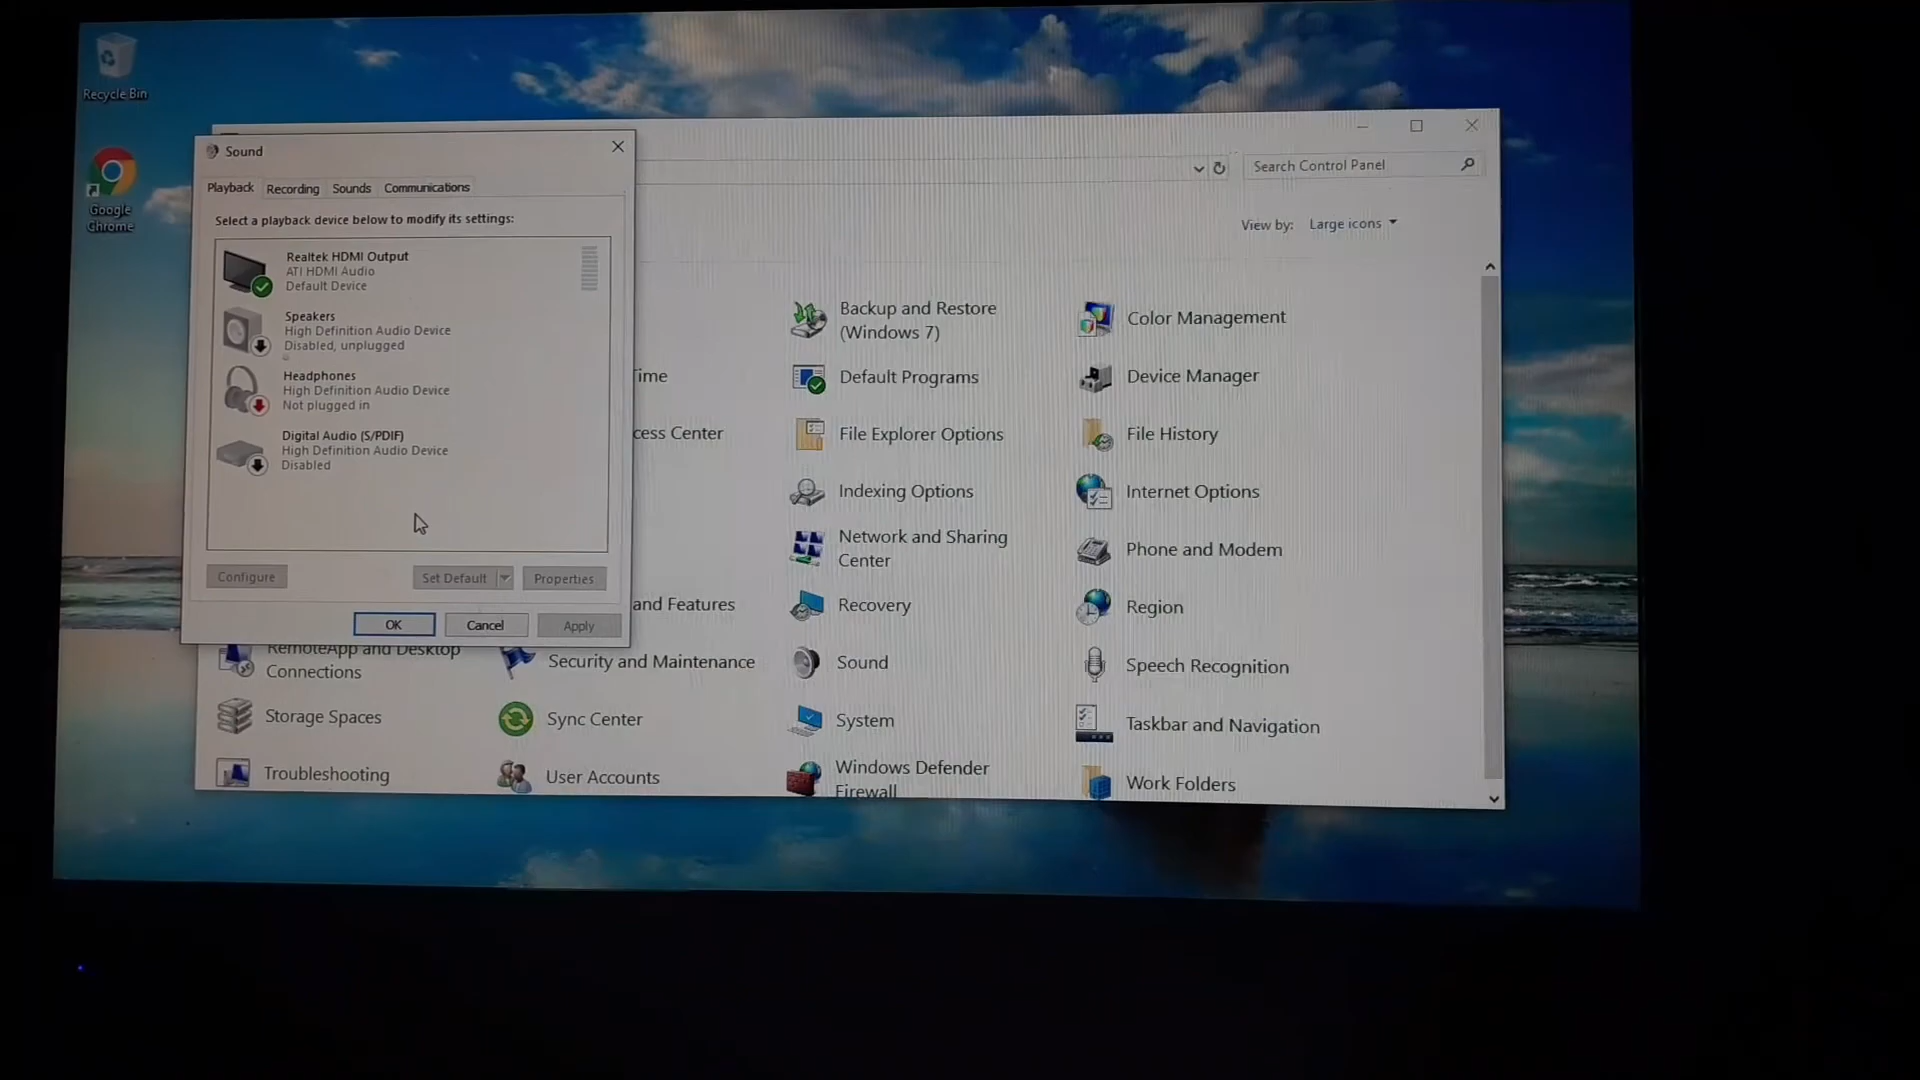 Recycle Bin
Google
Chrome
Sound
Playback
Recording
Sounds
Communications
Select a playback device below to modify its settings:
Realtek HDMI Output
ATI HDMI Audio
Default Device
Speakers
High Definition Audio Device
Disabled, unplugged
Headphones
High Definition Audio Device
Not plugged in
Digital Audio (S/PDIF)
High Definition Audio Device
Disabled
Configure
Set Default
Properties
OK
Cancel
Apply
Search Control Panel
View by:
Large icons
Backup and Restore
(Windows 7)
Color Management
Default Programs
Device Manager
cess Center
File Explorer Options
File History
Indexing Options
Internet Options
Network and Sharing
Center
Phone and Modem
and Features
Recovery
Region
RemoteApp and Desktop
Connections
Security and Maintenance
Sound
Speech Recognition
Storage Spaces
Sync Center
System
Taskbar and Navigation
Troubleshooting
User Accounts
Windows Defender
Firewall
Work Folders